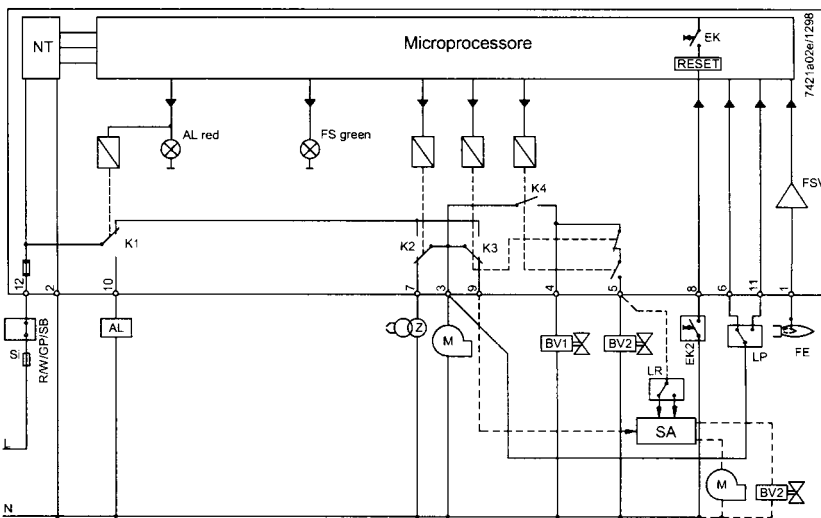 NT
Microprocessore
EK
RESET
7421a02e/1298
AL red
FS green
FSV
K4
K1
K2
K3
12
2
10
7
3
9
4
5
8
6
11
1
Si
R/W/GP/SB
AL
Z
M
BV1
BV2
EK2
LP
FE
LR
SA
L
M
BV2
N